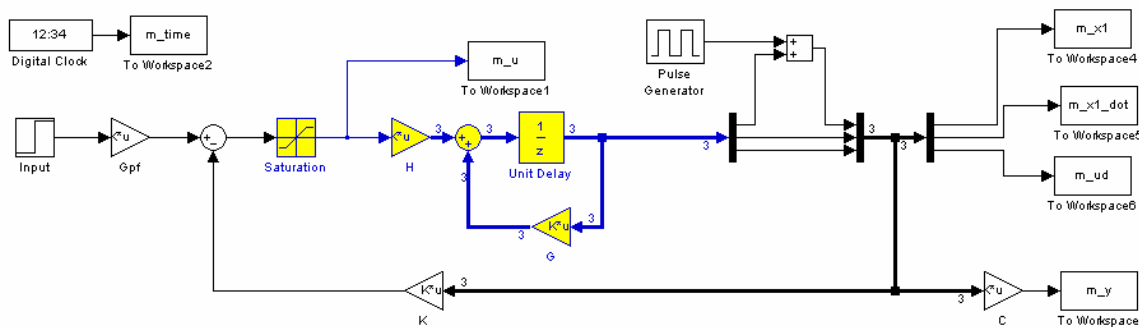 12:34
Digital Clock
m_time
To Workspace2
m_u
To Workspace1
Pulse
Generator
+
+
m_x1
To Workspace4
m_x1_dot
To Workspace5
m_ud
To Workspace6
Input
Gpf
+
−
Saturation
H
+
+
3
3
3
1
z
Unit Delay
3
3
3
3
K*u
G
3
3
3
K*u
K
3
3
C
m_y
To Workspace